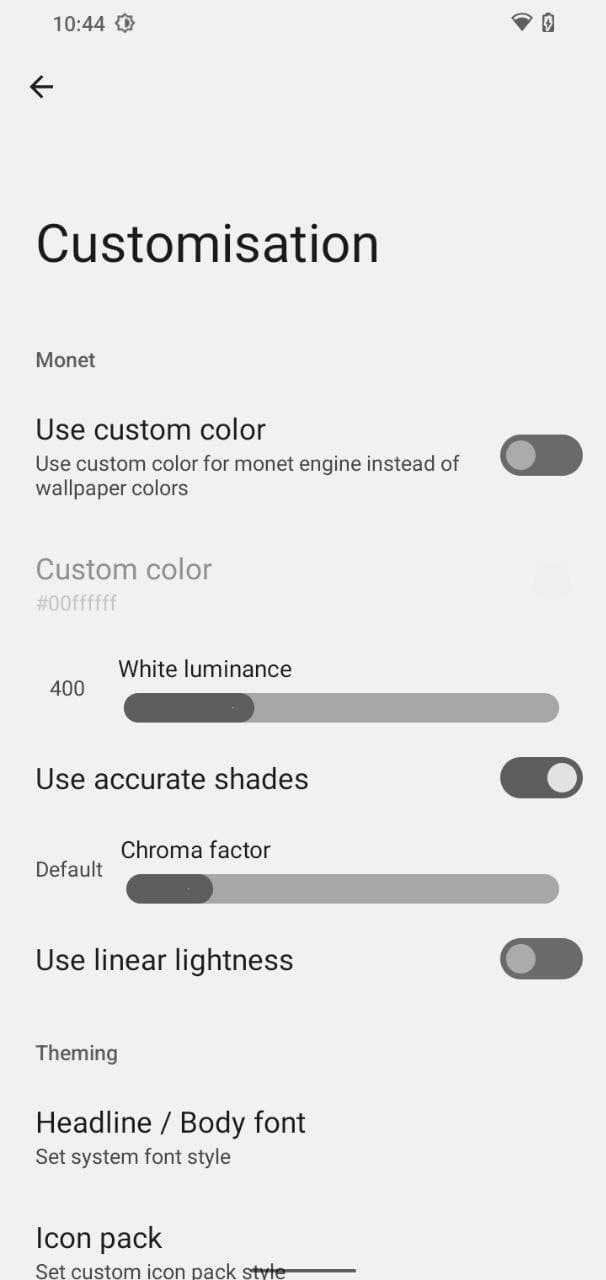 10:44
Customisation
Monet
Use custom color
Use custom color for monet engine instead of
wallpaper colors
Custom color
#00ffffff
White luminance
400
Use accurate shades
Chroma factor
Default
Use linear lightness
Theming
Headline / Body font
Set system font style
Icon pack
Set custom icon pack style